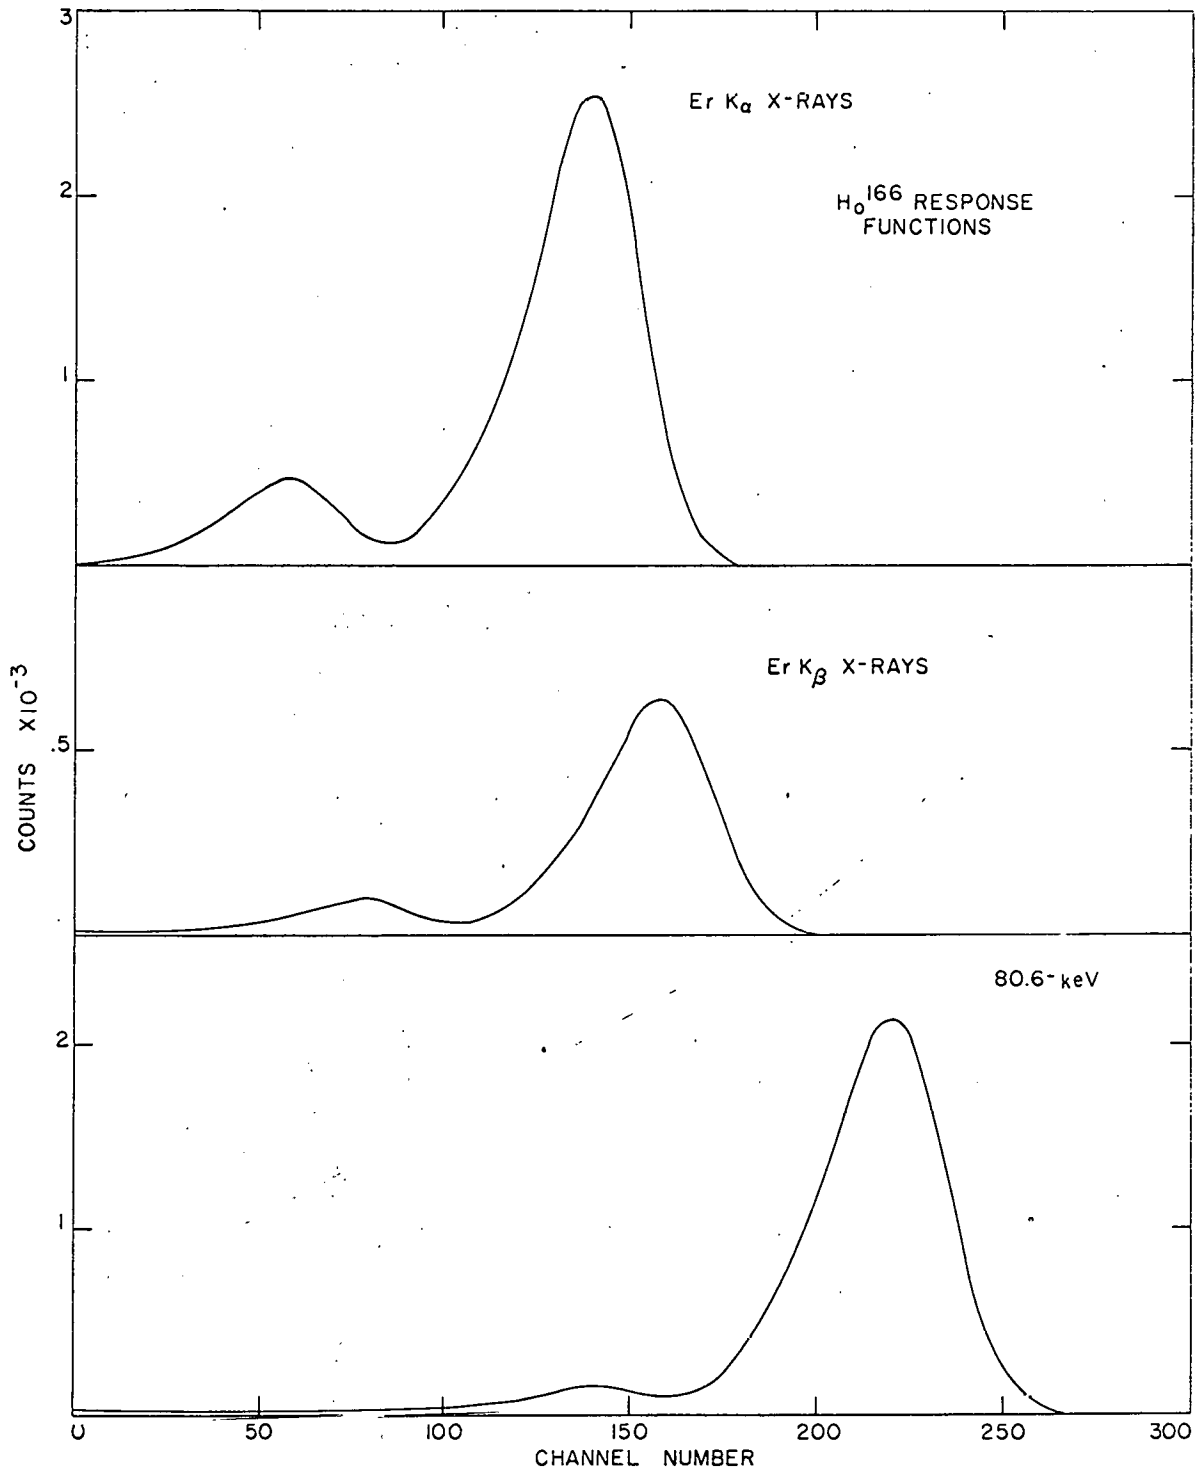 3
Er Kα X-RAYS
2
Ho166 RESPONSE
FUNCTIONS
1
Er Kβ X-RAYS
.5
COUNTS X10-3
80.6-keV
2
1
0 50 100 150 200 250 300
CHANNEL NUMBER